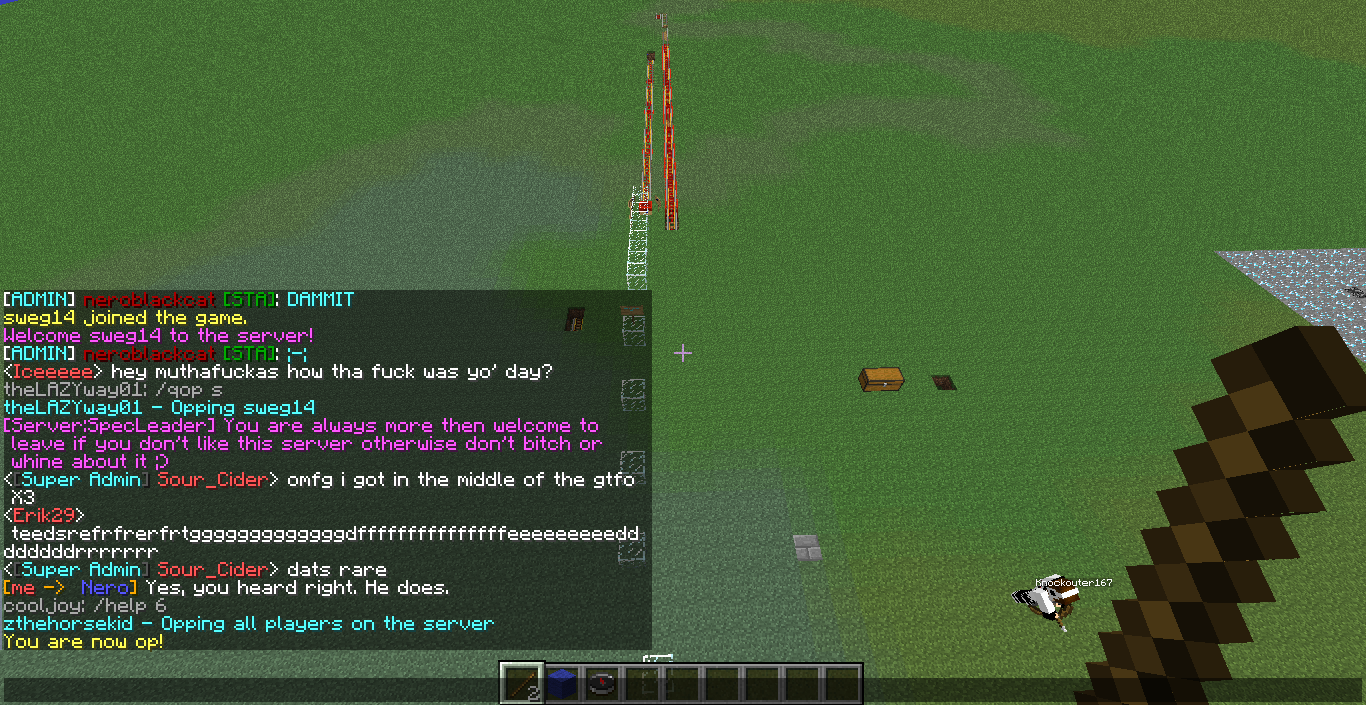 [ADMIN] neroblackcat [STA]: DAMMIT
sweg14 joined the game.
Welcome sweg14 to the server!
[ADMIN] neroblackcat [STA]: ;-;
<Iceeeee> hey muthafuckas how tha fuck was yo' day?
theLAZYway01: /qop s
theLAZYway01 - Opping sweg14
[Server:SpecLeader] You are always more then welcome to
leave if you don't like this server otherwise don't bitch or
whine about it ;)
<[Super Admin] Sour_Cider> omfg i got in the middle of the gtfo
X3
<Erik29>
teedsrefrfrerfrtggggggggggggggdfffffffffffffffeeeeeeeeeedd
ddddddrrrrrrr
<[Super Admin] Sour_Cider> dats rare
[me -> Nero] Yes, you heard right. He does.
cooljoy: /help 6
zthehorsekid - Opping all players on the server
You are now op!
knockouter167
2